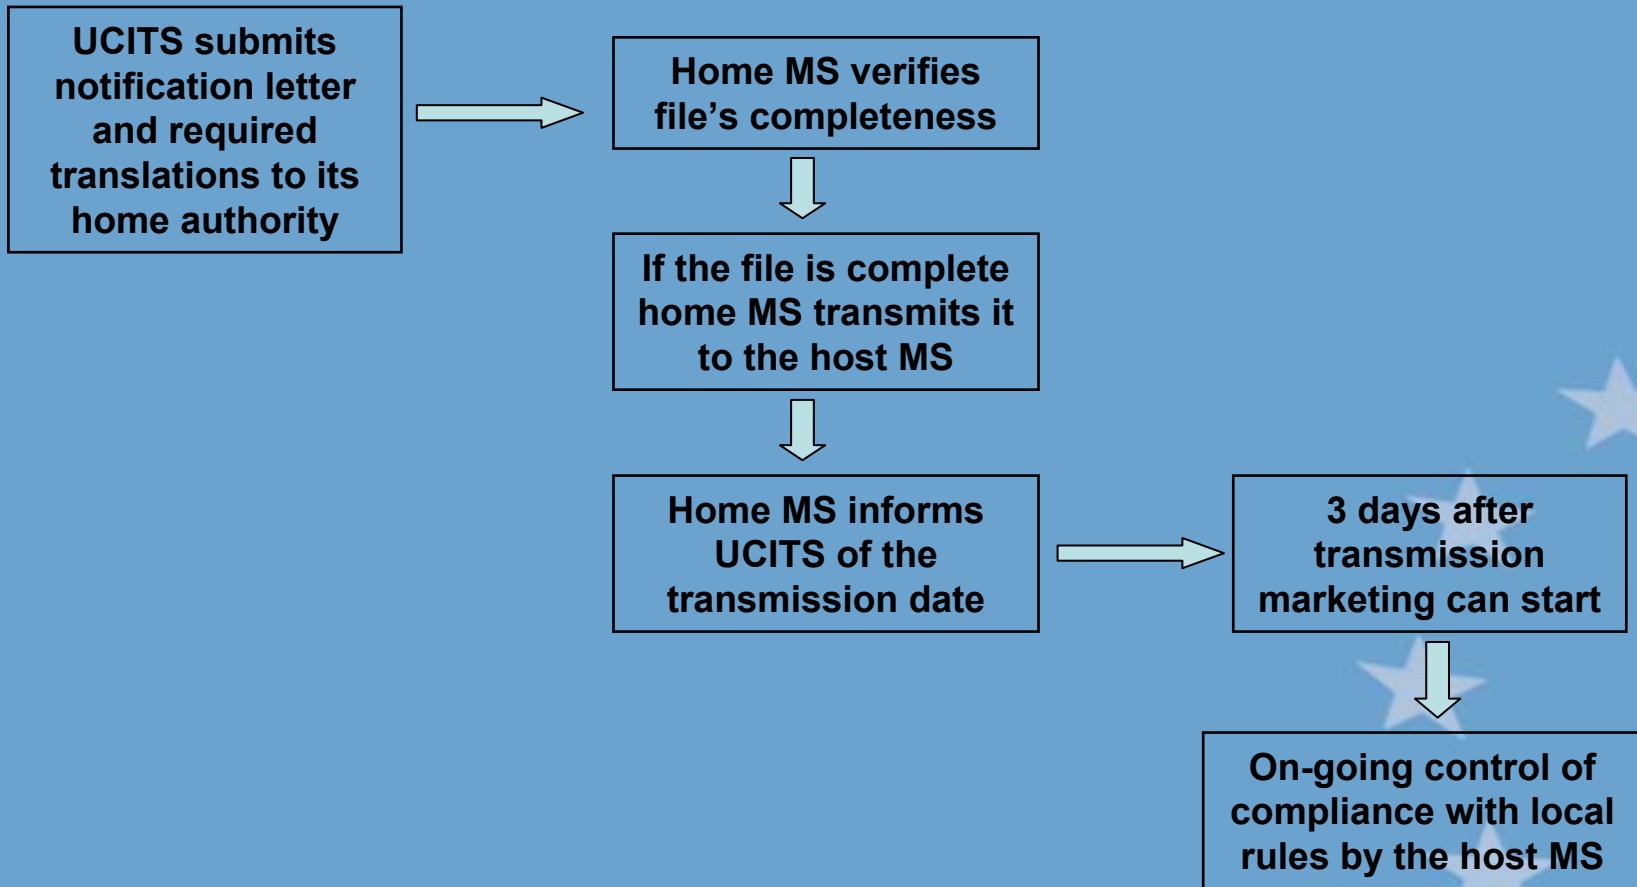 UCITS submits
notification letter
and required
translations to its
home authority
Home MS verifies
file’s completeness
If the file is complete
home MS transmits it
to the host MS
Home MS informs
UCITS of the
transmission date
3 days after
transmission
marketing can start
On-going control of
compliance with local
rules by the host MS